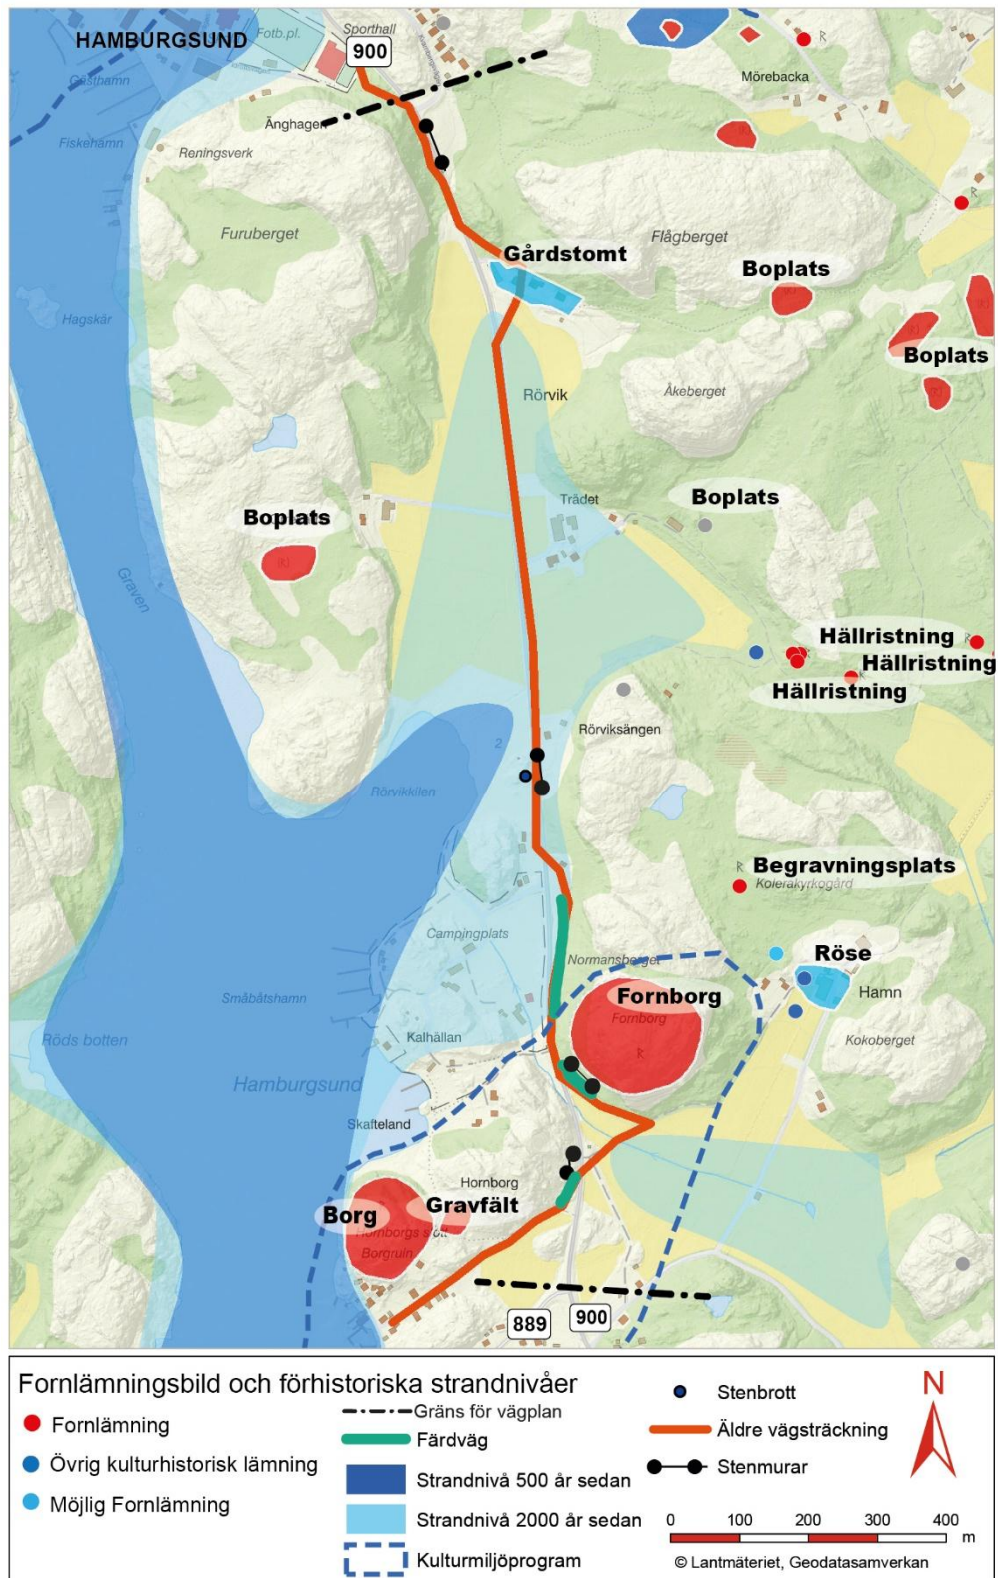 HAMBURGSUND
Fotb.pl.
Sporthall
900
Gästhamn
Fiskehamn
Änghagen
Reningsverk
Mörebacka
R
R
Furuberget
Flågberget
Gårdstomt
Boplats
Hagskär
Boplats
Rörvik
Åkeberget
Trädet
Boplats
Boplats
Graven
Hällristning
R
Hällristning
Hällristning
Rörviksängen
2
Rörvikkilen
R
Begravningsplats
Kolerakyrkogård
Campingplats
Normansberget
Röse
Fornborg
Hamn
Småbåtshamn
Fornborg
Kalhällan
R
Kokoberget
Röds botten
Hamburgsund
Skafteland
Hornborg
Gravfält
Borg
Hornborgs slott
Borgruin
889
900
Fornlämningsbild och förhistoriska strandnivåer
Fornlämning
Övrig kulturhistorisk lämning
Möjlig Fornlämning
Gräns för vägplan
Färdväg
Strandnivå 500 år sedan
Strandnivå 2000 år sedan
Kulturmiljöprogram
Stenbrott
Äldre vägsträckning
Stenmurar
N
0 100 200 300 400
m
© Lantmäteriet, Geodatasamverkan